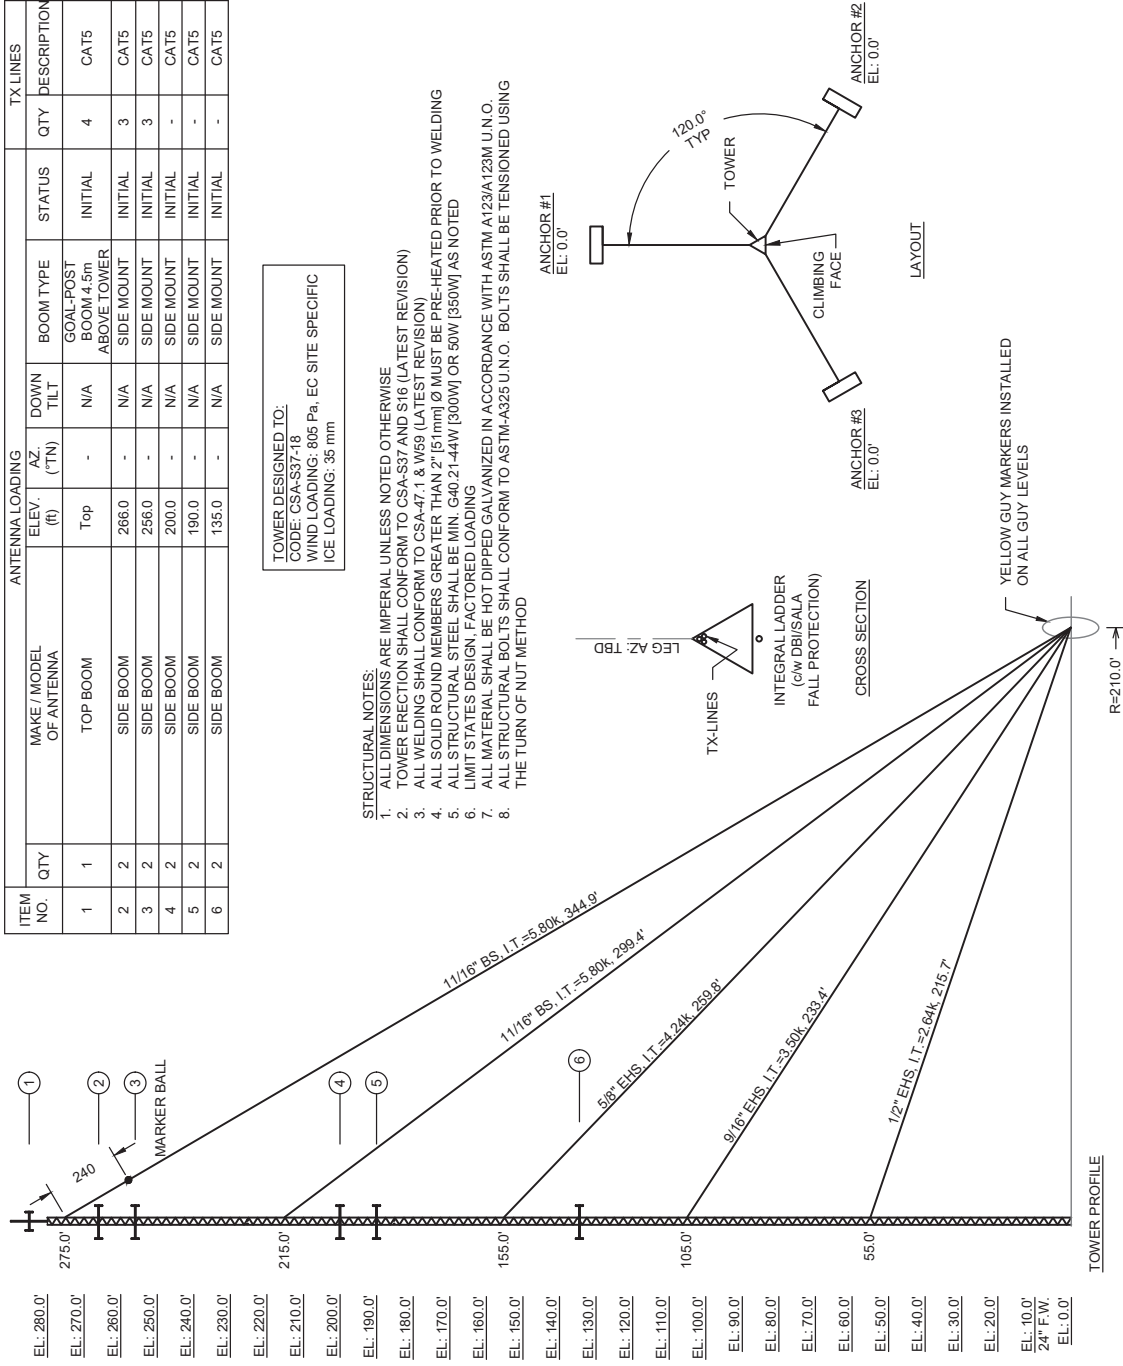 ANTENNA LOADING TX LINES
ITEM NO. QTY MAKE / MODEL OF ANTENNA ELEV. (ft) AZ. (°TN) DOWN TILT BOOM TYPE STATUS QTY DESCRIPTION
1 1 TOP BOOM Top - N/A GOAL-POST BOOM 4.5m ABOVE TOWER INITIAL 4 CAT5
2 2 SIDE BOOM 266.0 - N/A SIDE MOUNT INITIAL 3 CAT5
3 2 SIDE BOOM 256.0 - N/A SIDE MOUNT INITIAL 3 CAT5
4 2 SIDE BOOM 200.0 - N/A SIDE MOUNT INITIAL - CAT5
5 2 SIDE BOOM 190.0 - N/A SIDE MOUNT INITIAL - CAT5
6 2 SIDE BOOM 135.0 - N/A SIDE MOUNT INITIAL - CAT5
TOWER DESIGNED TO:
CODE: CSA-S37-18
WIND LOADING: 805 Pa, EC SITE SPECIFIC
ICE LOADING: 35 mm
STRUCTURAL NOTES:
1. ALL DIMENSIONS ARE IMPERIAL UNLESS NOTED OTHERWISE
2. TOWER ERECTION SHALL CONFORM TO CSA-S37 AND S16 (LATEST REVISION)
3. ALL WELDING SHALL CONFORM TO CSA-47.1 & W59 (LATEST REVISION)
4. ALL SOLID ROUND MEMBERS GREATER THAN 2" [51mm] Ø MUST BE PRE-HEATED PRIOR TO WELDING
5. ALL STRUCTURAL STEEL SHALL BE MIN. G40.21-44W [300W] OR 50W [350W] AS NOTED
6. LIMIT STATES DESIGN, FACTORED LOADING
7. ALL MATERIAL SHALL BE HOT DIPPED GALVANIZED IN ACCORDANCE WITH ASTM A123/A123M U.N.O.
8. ALL STRUCTURAL BOLTS SHALL CONFORM TO ASTM-A325 U.N.O. BOLTS SHALL BE TENSIONED USING
THE TURN OF NUT METHOD
ANCHOR #1
EL: 0.0'
120.0°
TYP
TOWER
ANCHOR #2
EL: 0.0'
CLIMBING
FACE
ANCHOR #3
EL: 0.0'
LAYOUT
LEG AZ: TBD
TX-LINES
INTEGRAL LADDER
(c/w DBI/SALA
FALL PROTECTION)
CROSS SECTION
YELLOW GUY MARKERS INSTALLED
ON ALL GUY LEVELS
R=210.0'
1
2
3
MARKER BALL
4
5
6
240
11/16" BS, I.T.=5.80k, 344.9'
11/16" BS, I.T.=5.80k, 299.4'
5/8" EHS, I.T.=4.24k, 259.8'
9/16" EHS, I.T.=3.50k, 233.4'
1/2" EHS, I.T.=2.64k, 215.7'
275.0'
215.0'
155.0'
105.0'
55.0'
EL: 280.0'
EL: 270.0'
EL: 260.0'
EL: 250.0'
EL: 240.0'
EL: 230.0'
EL: 220.0'
EL: 210.0'
EL: 200.0'
EL: 190.0'
EL: 180.0'
EL: 170.0'
EL: 160.0'
EL: 150.0'
EL: 140.0'
EL: 130.0'
EL: 120.0'
EL: 110.0'
EL: 100.0'
EL: 90.0'
EL: 80.0'
EL: 70.0'
EL: 60.0'
EL: 50.0'
EL: 40.0'
EL: 30.0'
EL: 20.0'
EL: 10.0'
24" F.W.
EL: 0.0'
TOWER PROFILE